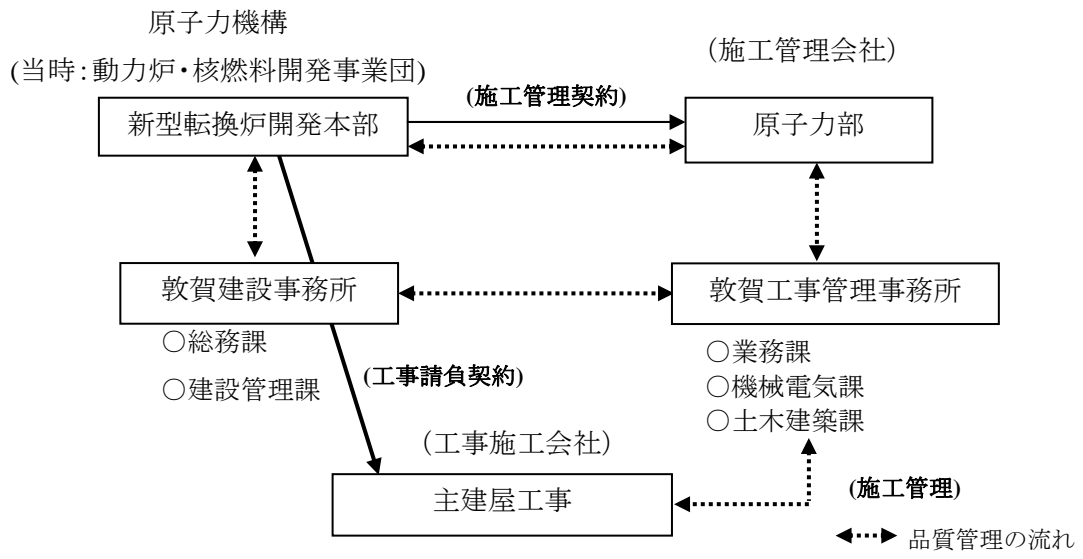 原子力機構
(当時:動力炉・核燃料開発事業団)
(施工管理会社)
(施工管理契約)
新型転換炉開発本部
原子力部
敦賀建設事務所
敦賀工事管理事務所
○総務課
○建設管理課
○業務課
○機械電気課
○土木建築課
(工事請負契約)
(工事施工会社)
主建屋工事
(施工管理)
品質管理の流れ